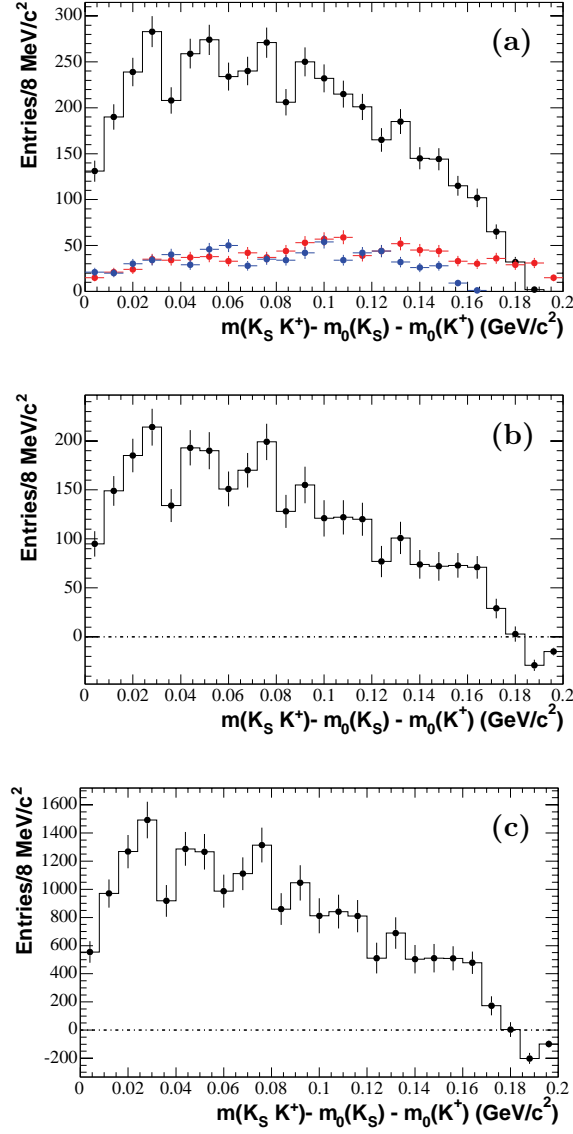 (a)
Entries/8 MeV/c²
300
250
200
150
100
50
0
0 0.02 0.04 0.06 0.08 0.1 0.12 0.14 0.16 0.18 0.2
m(K_S K⁺)- m₀(K_S) - m₀(K⁺) (GeV/c²)
(b)
Entries/8 MeV/c²
200
150
100
50
0
0 0.02 0.04 0.06 0.08 0.1 0.12 0.14 0.16 0.18 0.2
m(K_S K⁺)- m₀(K_S) - m₀(K⁺) (GeV/c²)
(c)
Entries/8 MeV/c²
1600
1400
1200
1000
800
600
400
200
0
-200
0 0.02 0.04 0.06 0.08 0.1 0.12 0.14 0.16 0.18 0.2
m(K_S K⁺)- m₀(K_S) - m₀(K⁺) (GeV/c²)